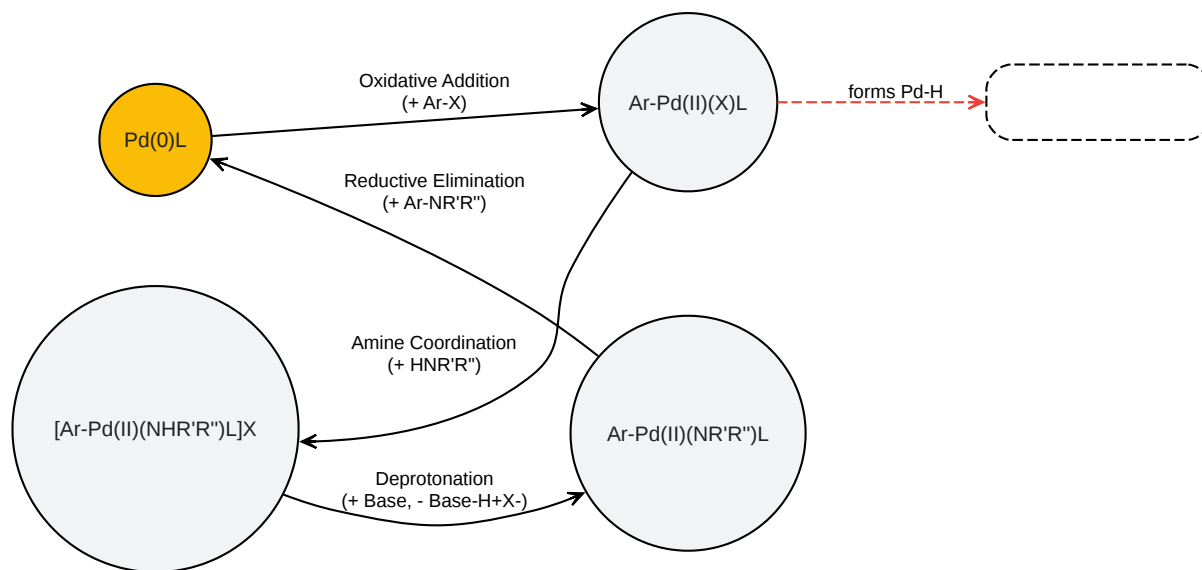 Oxidative Addition
(+ Ar-X)
Pd(0)L
Ar-Pd(II)(X)L
forms Pd-H
Reductive Elimination
(+ Ar-NR'R")
Amine Coordination
(+ HNR'R")
[Ar-Pd(II)(NHR'R")L]X
Ar-Pd(II)(NR'R")L
Deprotonation
(+ Base, - Base-H+X-)